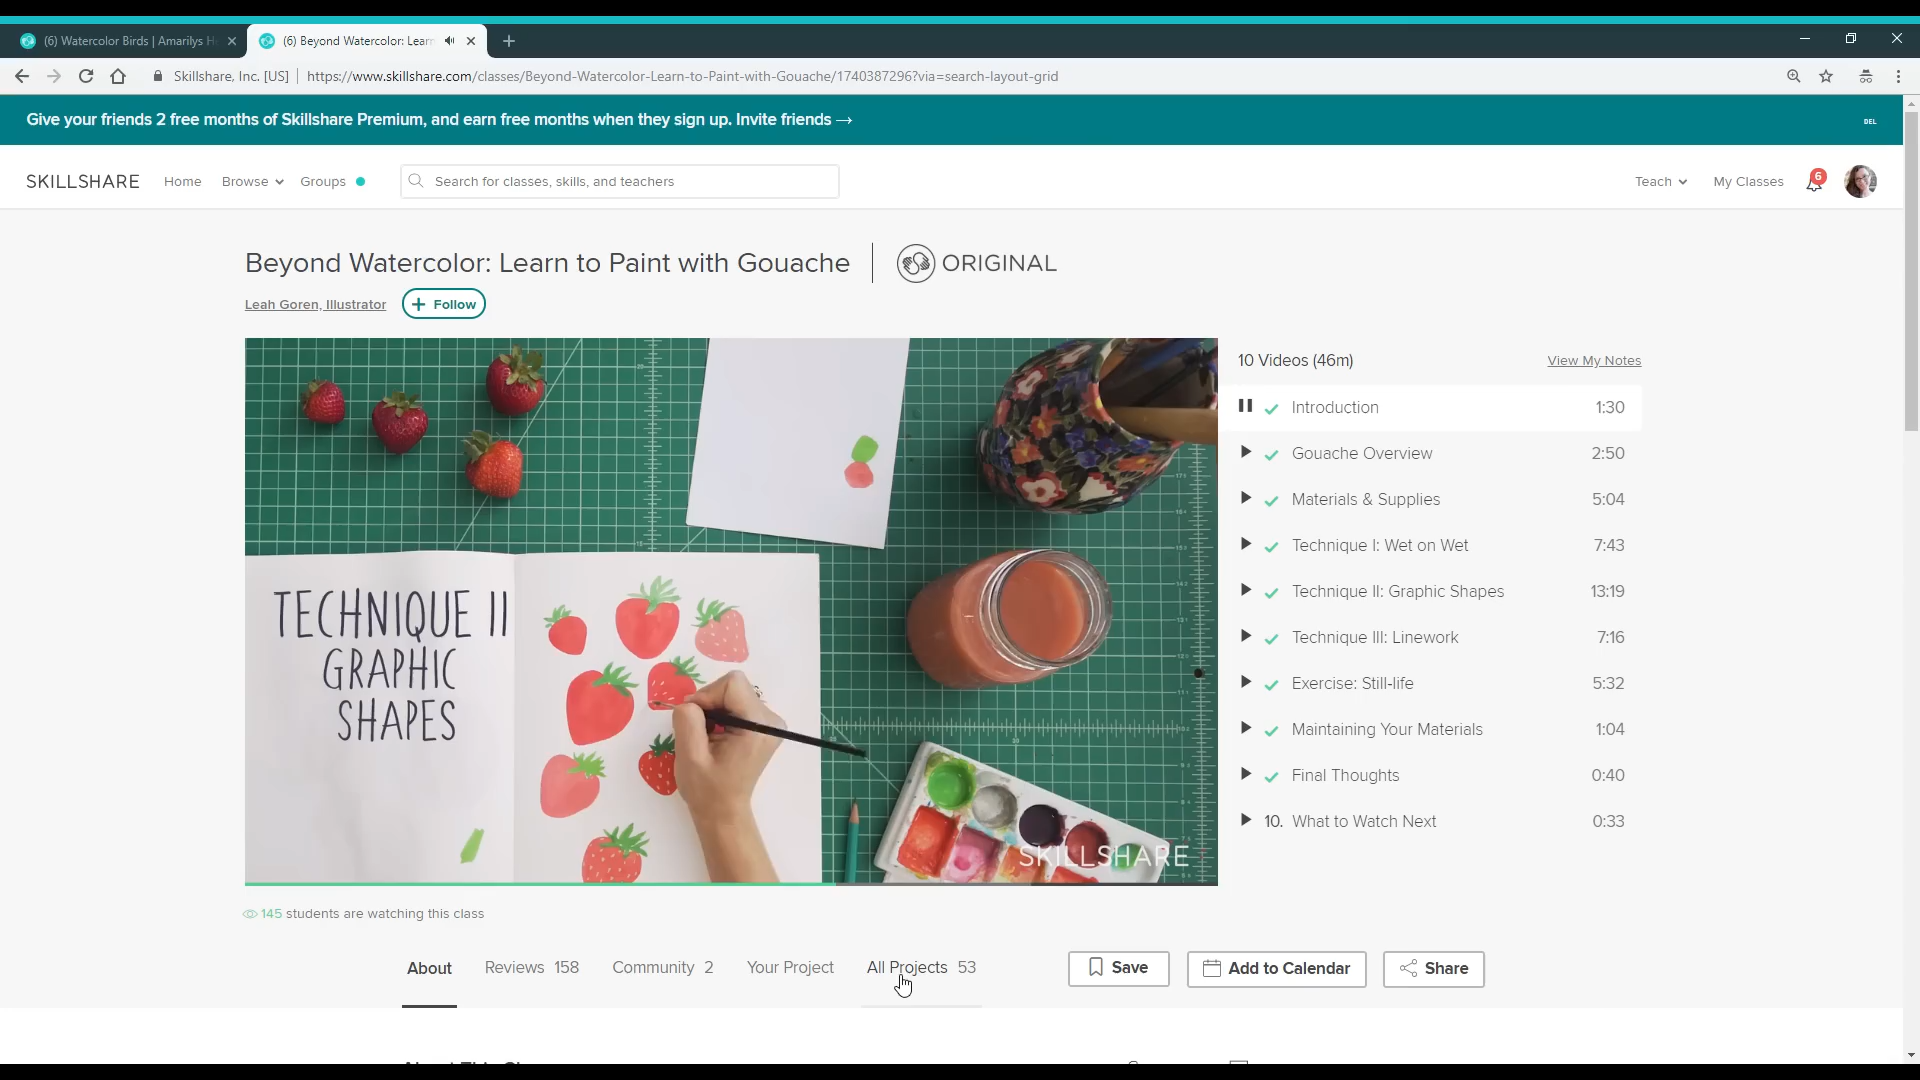 (6) Watercolor Birds | Amarilys H
(6) Beyond Watercolor: Learn
Skillshare, Inc. [US] | https://www.skillshare.com/classes/Beyond-Watercolor-Learn-to-Paint-with-Gouache/1740387296?via=search-layout-grid
Give your friends 2 free months of Skillshare Premium, and earn free months when they sign up. Invite friends →
DEL
SKILLSHARE Home Browse Groups Search for classes, skills, and teachers Teach My Classes 6
Beyond Watercolor: Learn to Paint with Gouache ORIGINAL
Leah Goren, Illustrator + Follow
TECHNIQUE II
GRAPHIC
SHAPES
SKILLSHARE
10 Videos (46m) View My Notes
Introduction 1:30
Gouache Overview 2:50
Materials & Supplies 5:04
Technique I: Wet on Wet 7:43
Technique II: Graphic Shapes 13:19
Technique III: Linework 7:16
Exercise: Still-life 5:32
Maintaining Your Materials 1:04
Final Thoughts 0:40
10. What to Watch Next 0:33
145 students are watching this class
About Reviews 158 Community 2 Your Project All Projects 53 Save Add to Calendar Share